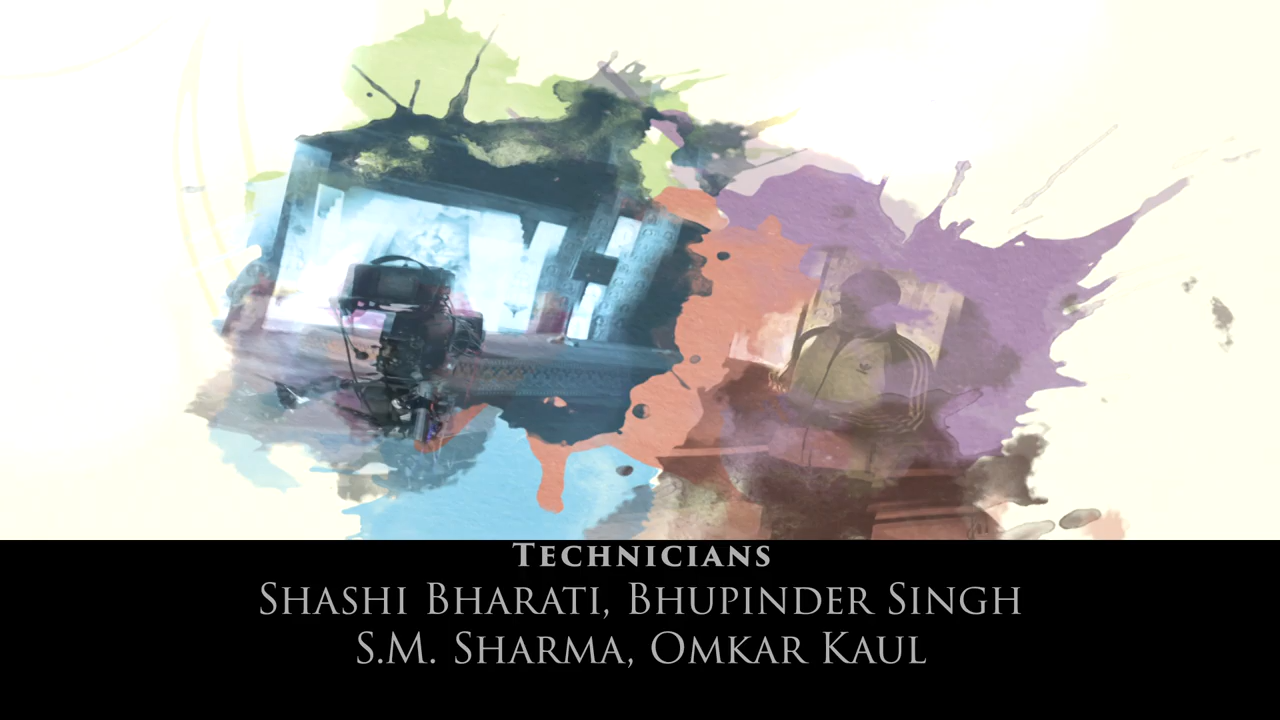 TECHNICIANS
SHASHI BHARATI, BHUPINDER SINGH
S.M. SHARMA, OMKAR KAUL